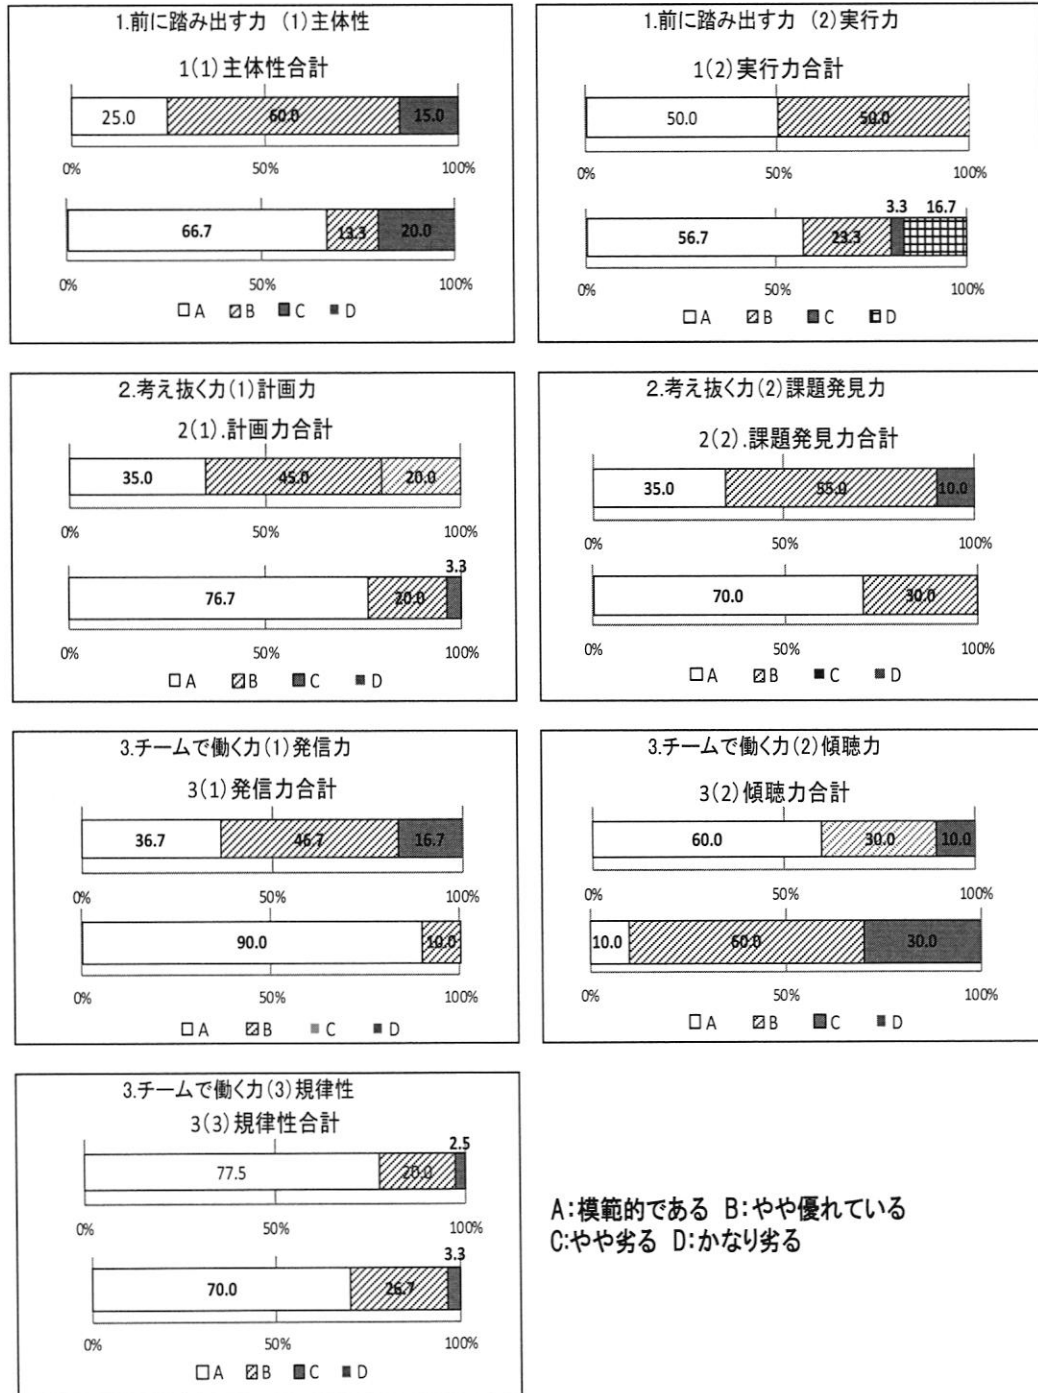 1.前に踏み出す力 (1)主体性
1(1)主体性合計
25.0 60.0 15.0
0% 50% 100%
66.7 13.3 20.0
0% 50% 100%
A B C D
1.前に踏み出す力 (2)実行力
1(2)実行力合計
50.0 50.0
0% 50% 100%
3.3 16.7
56.7 23.3
0% 50% 100%
A B C D
2.考え抜く力(1)計画力
2(1).計画力合計
35.0 45.0 20.0
0% 50% 100%
3.3
76.7 20.0
0% 50% 100%
A B C D
2.考え抜く力(2)課題発見力
2(2).課題発見力合計
35.0 55.0 10.0
0% 50% 100%
70.0 30.0
0% 50% 100%
A B C D
3.チームで働く力(1)発信力
3(1)発信力合計
36.7 46.7 16.7
0% 50% 100%
90.0 10.0
0% 50% 100%
A B C D
3.チームで働く力(2)傾聴力
3(2)傾聴力合計
60.0 30.0 10.0
0% 50% 100%
10.0 60.0 30.0
0% 50% 100%
A B C D
3.チームで働く力(3)規律性
3(3)規律性合計
2.5
77.5 20.0
0% 50% 100%
3.3
70.0 26.7
0% 50% 100%
A B C D
A:模範的である B:やや優れている
C:やや劣る D:かなり劣る